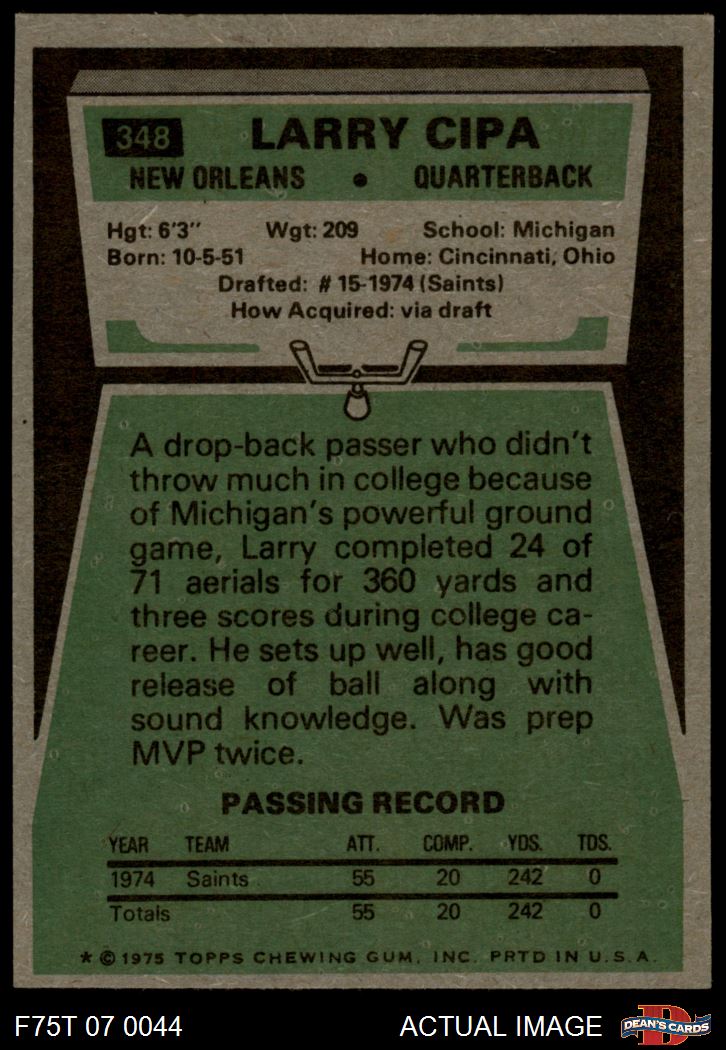 348 LARRY CIPA
NEW ORLEANS • QUARTERBACK
Hgt: 6'3" Wgt: 209 School: Michigan
Born: 10-5-51 Home: Cincinnati, Ohio
Drafted: #15-1974 (Saints)
How Acquired: via draft
A drop-back passer who didn't
throw much in college because
of Michigan's powerful ground
game, Larry completed 24 of
71 aerials for 360 yards and
three scores during college ca-
reer. He sets up well, has good
release of ball along with
sound knowledge. Was prep
MVP twice.
PASSING RECORD
YEAR TEAM ATT. COMP. YDS. TDS.
1974 Saints 55 20 242 0
Totals 55 20 242 0
* © 1975 TOPPS CHEWING GUM, INC. PRTD IN U.S.A.
F75T 07 0044 ACTUAL IMAGE D DEAN'S CARDS